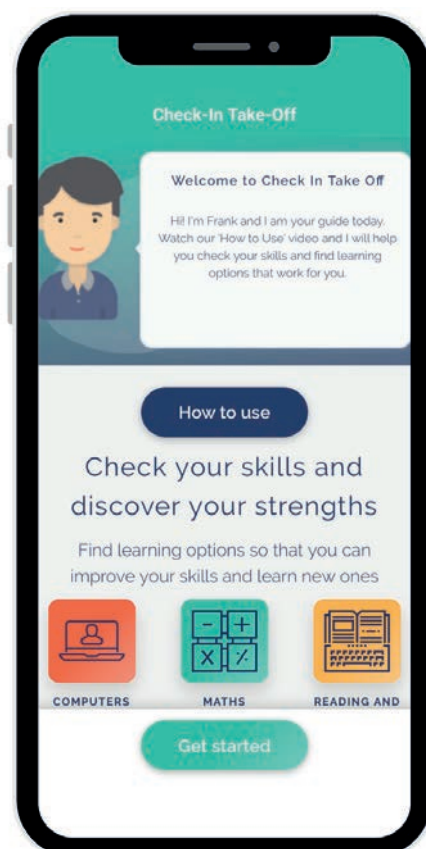 Check-In Take-Off
Welcome to Check In Take Off
Hi! I'm Frank and I am your guide today.
Watch our 'How to Use' video and I will help
you check your skills and find learning
options that work for you.
How to use
Check your skills and
discover your strengths
Find learning options so that you can
improve your skills and learn new ones
- +
X ٪
COMPUTERS
MATHS
READING AND
Get started